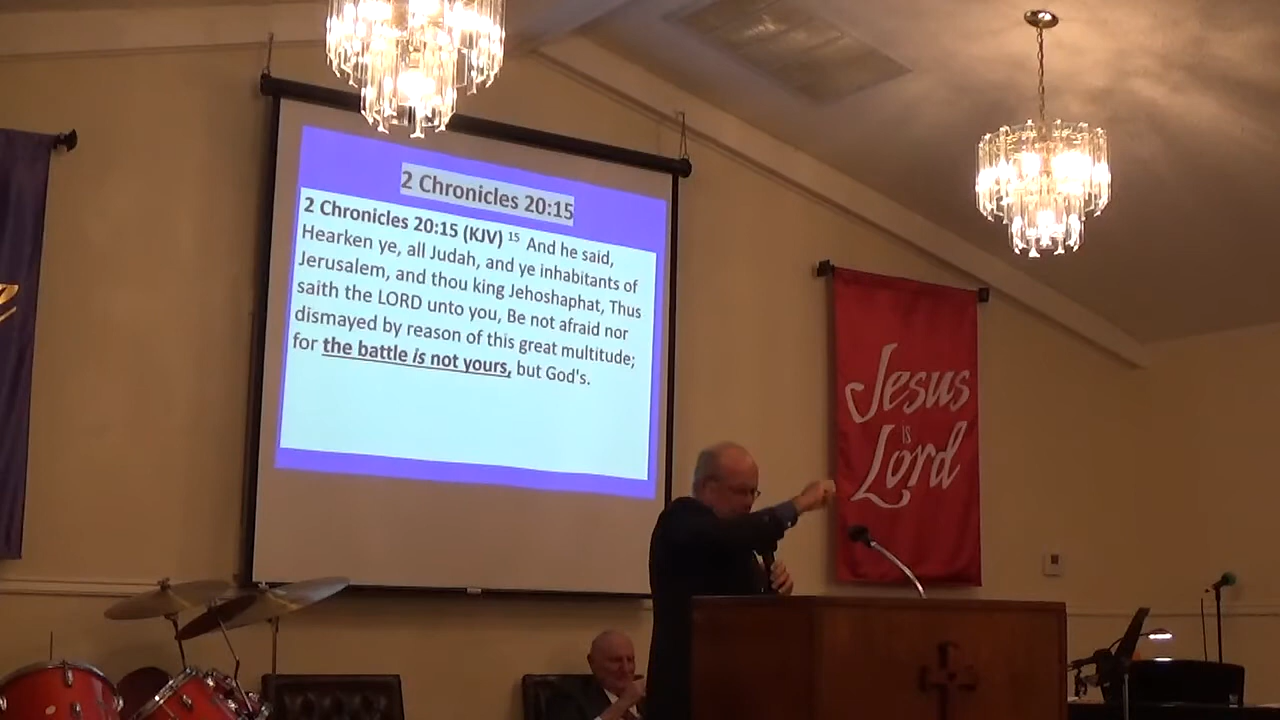 2 Chronicles 20:15
2 Chronicles 20:15 (KJV) 15 And he said,
Hearken ye, all Judah, and ye inhabitants of
Jerusalem, and thou king Jehoshaphat, Thus
saith the LORD unto you, Be not afraid nor
dismayed by reason of this great multitude;
for the battle is not yours, but God's.
Jesus
is
Lord